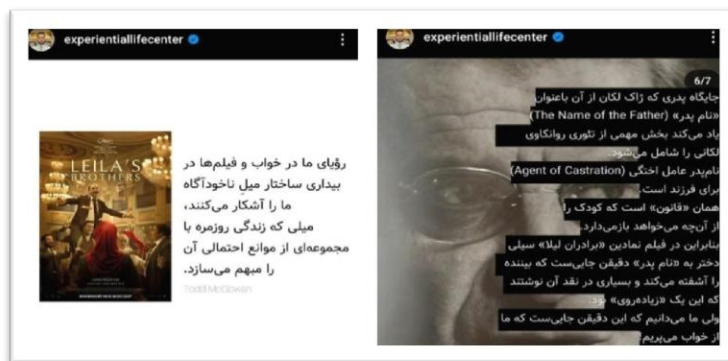 experientiallifecenter
LEILA'S
BROTHERS
رؤیای ما در خواب و فیلم‌ها در
بیداری ساختار میلِ ناخودآگاه
ما را آشکار می‌کنند،
میلی که زندگی روزمره با
مجموعه‌ای از موانع احتمالی آن
را مبهم می‌سازد.
Todd McGowan
experientiallifecenter
6/7
جایگاه پدری که ژاک لکان از آن باعنوان
«نام پدر» (The Name of the Father)
یاد می‌کند بخش مهمی از تئوری روانکاوی
لکانی را شامل می‌شود.
نام‌پدر عامل اختگی (Agent of Castration)
برای فرزند است.
همان «قانون» است که کودک را
از آن‌چه می‌خواهد بازمی‌دارد.
بنابراین در فیلم نمادین «برادران لیلا» سیلی
دختر به «نام پدر» دقیقن جایی‌ست که بیننده
را آشفته می‌کند و بسیاری در نقد آن نوشتند
که این یک «زیاده‌روی» بود.
ولی ما می‌دانیم که این دقیقن جایی‌ست که ما
از خواب می‌پریم.